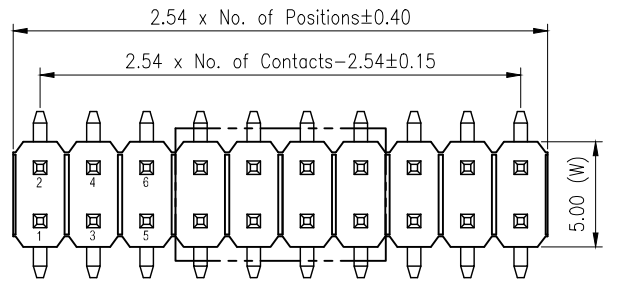 2.54 x No. of Positions±0.40
2.54 x No. of Contacts-2.54±0.15
2 4 6
1 3 5
5.00 (W)